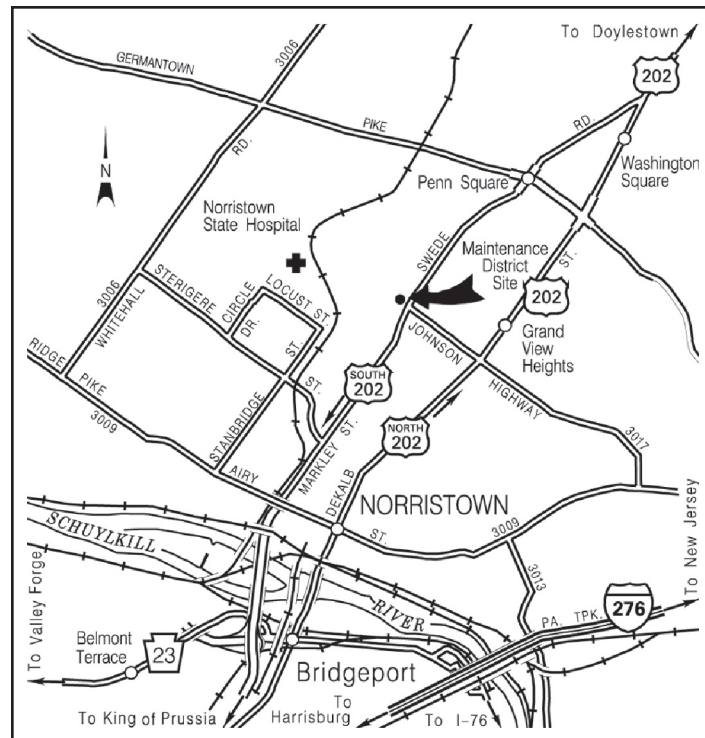 To Doylestown
202
GERMANTOWN
PIKE
3006
RD.
RD.
Washington
Square
Penn Square
N
Norristown
State Hospital
SWEDE
Maintenance
District
Site
ST.
202
3006
WHITEHALL
STERIGERE
ST.
CIRCLE
DR.
LOCUST ST.
JOHNSON
HIGHWAY
Grand
View
Heights
RIDGE
PIKE
3009
STANBRIDGE
ST.
SOUTH
202
NORTH
202
MARKLEY ST.
DEKALB
3017
AIRY
ST.
NORRISTOWN
3009
3013
SCHUYLKILL
RIVER
To New Jersey
276
PA. TPK.
To Valley Forge
Belmont
Terrace
23
Bridgeport
To King of Prussia
To
Harrisburg
To I-76